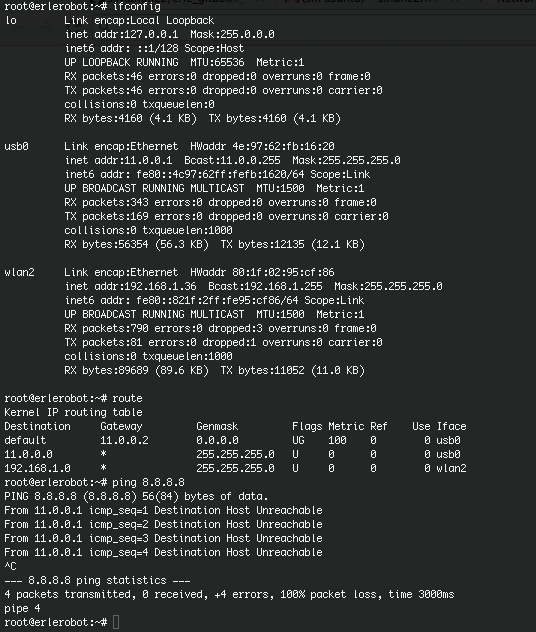 root@erlerobot:~# ifconfig
lo Link encap:Local Loopback
inet addr:127.0.0.1 Mask:255.0.0.0
inet6 addr: ::1/128 Scope:Host
UP LOOPBACK RUNNING MTU:65536 Metric:1
RX packets:46 errors:0 dropped:0 overruns:0 frame:0
TX packets:46 errors:0 dropped:0 overruns:0 carrier:0
collisions:0 txqueuelen:0
RX bytes:4160 (4.1 KB) TX bytes:4160 (4.1 KB)
usb0 Link encap:Ethernet HWaddr 4e:97:62:fb:16:20
inet addr:11.0.0.1 Bcast:11.0.0.255 Mask:255.255.255.0
inet6 addr: fe80::4c97:62ff:fefb:1620/64 Scope:Link
UP BROADCAST RUNNING MULTICAST MTU:1500 Metric:1
RX packets:343 errors:0 dropped:0 overruns:0 frame:0
TX packets:169 errors:0 dropped:0 overruns:0 carrier:0
collisions:0 txqueuelen:1000
RX bytes:56354 (56.3 KB) TX bytes:12135 (12.1 KB)
wlan2 Link encap:Ethernet HWaddr 80:1f:02:95:cf:86
inet addr:192.168.1.36 Bcast:192.168.1.255 Mask:255.255.255.0
inet6 addr: fe80::821f:2ff:fe95:cf86/64 Scope:Link
UP BROADCAST RUNNING MULTICAST MTU:1500 Metric:1
RX packets:790 errors:0 dropped:3 overruns:0 frame:0
TX packets:81 errors:0 dropped:1 overruns:0 carrier:0
collisions:0 txqueuelen:1000
RX bytes:89689 (89.6 KB) TX bytes:11052 (11.0 KB)
root@erlerobot:~# route
Kernel IP routing table
Destination Gateway Genmask Flags Metric Ref Use Iface
default 11.0.0.2 0.0.0.0 UG 100 0 0 usb0
11.0.0.0 * 255.255.255.0 U 0 0 0 usb0
192.168.1.0 * 255.255.255.0 U 0 0 0 wlan2
root@erlerobot:~# ping 8.8.8.8
PING 8.8.8.8 (8.8.8.8) 56(84) bytes of data.
From 11.0.0.1 icmp_seq=1 Destination Host Unreachable
From 11.0.0.1 icmp_seq=2 Destination Host Unreachable
From 11.0.0.1 icmp_seq=3 Destination Host Unreachable
From 11.0.0.1 icmp_seq=4 Destination Host Unreachable
^C
--- 8.8.8.8 ping statistics ---
4 packets transmitted, 0 received, +4 errors, 100% packet loss, time 3000ms
pipe 4
root@erlerobot:~#